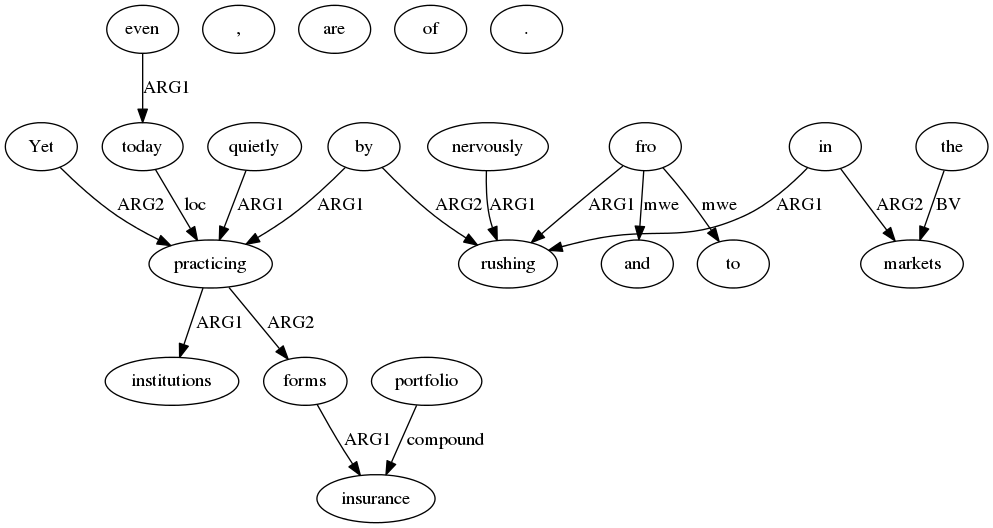 even , are of .
ARG1
Yet today quietly by nervously fro in the
ARG2 loc ARG1 ARG1 ARG2 ARG1 ARG1 mwe mwe ARG1 ARG2 BV
practicing rushing and to markets
ARG1 ARG2
institutions forms portfolio
ARG1 compound
insurance